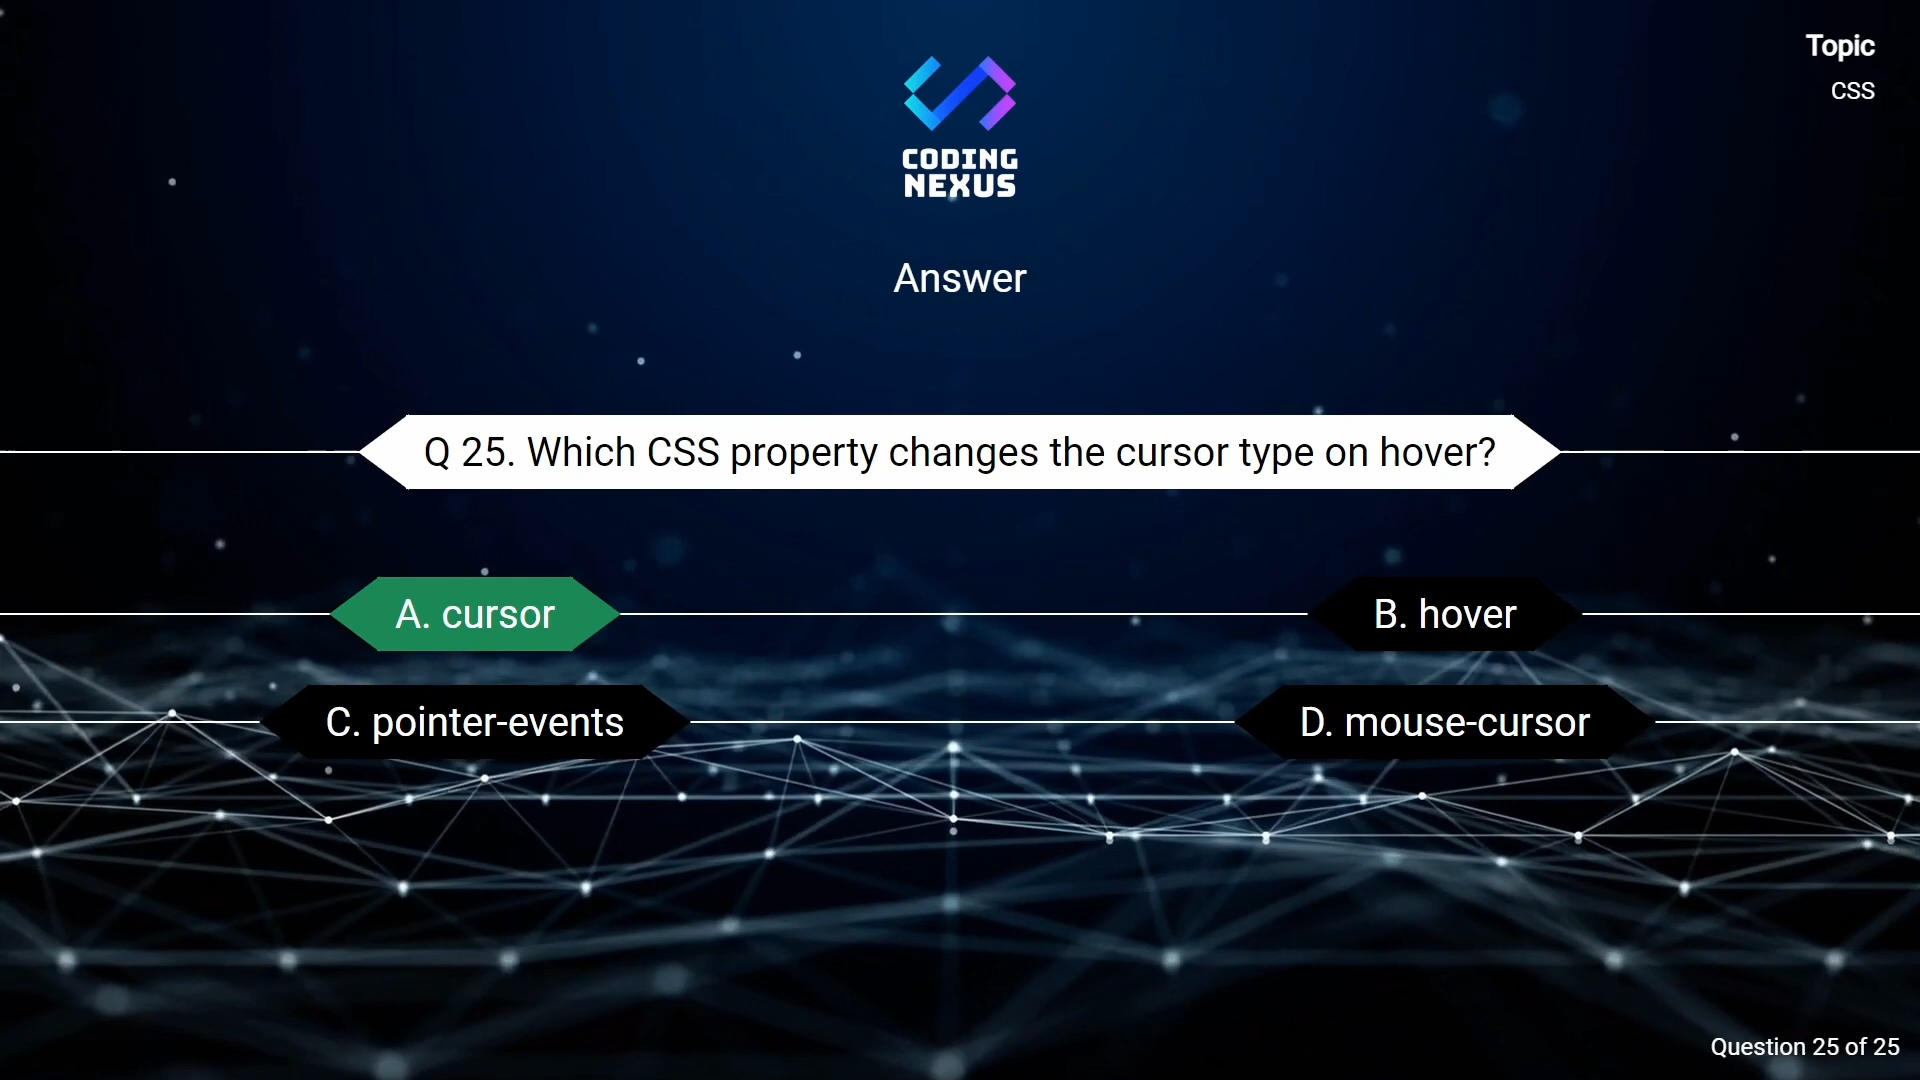 Topic
CSS
CODING
NEXUS
Answer
Q 25. Which CSS property changes the cursor type on hover?
A. cursor
B. hover
C. pointer-events
D. mouse-cursor
Question 25 of 25